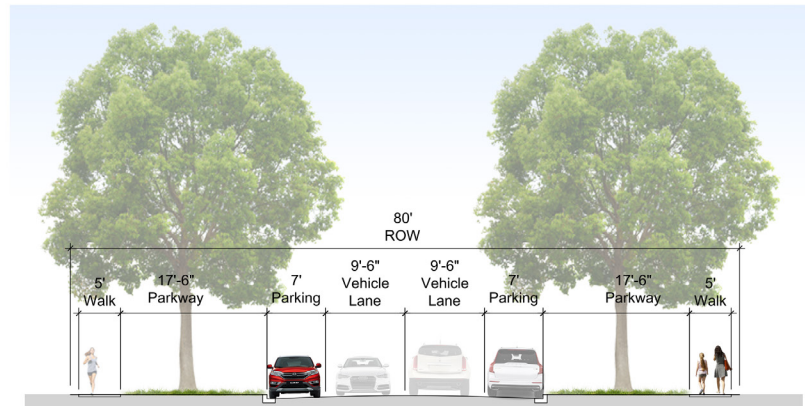 80'
ROW
5'
Walk
17'-6"
Parkway
7'
Parking
9'-6"
Vehicle
Lane
9'-6"
Vehicle
Lane
7'
Parking
17'-6"
Parkway
5'
Walk